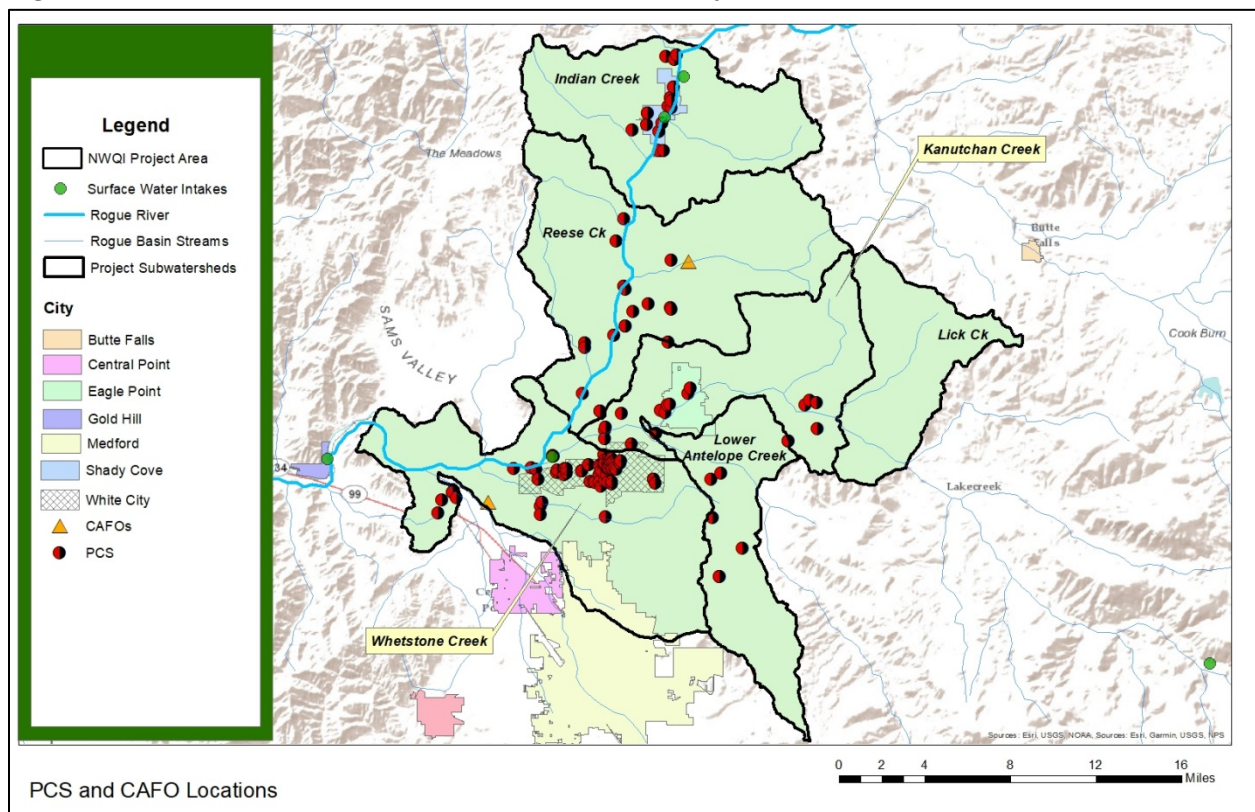 Indian Creek
Kanutchan Creek
The Meadows
Legend
NWQI Project Area
Surface Water Intakes
Rogue River
Rogue Basin Streams
Project Subwatersheds
City
Butte Falls
Central Point
Eagle Point
Gold Hill
Medford
Shady Cove
White City
CAFOs
PCS
Reese Ck
Butte
Falls
SAMS VALLEY
Lick Ck
Cook Burn
Lower
Antelope Creek
34
99
Lakecreek
Whetstone Creek
Sources: Esri, USGS, NOAA, Sources: Esri, Garmin, USGS, NPS
PCS and CAFO Locations
0 4 8 12 16
Miles